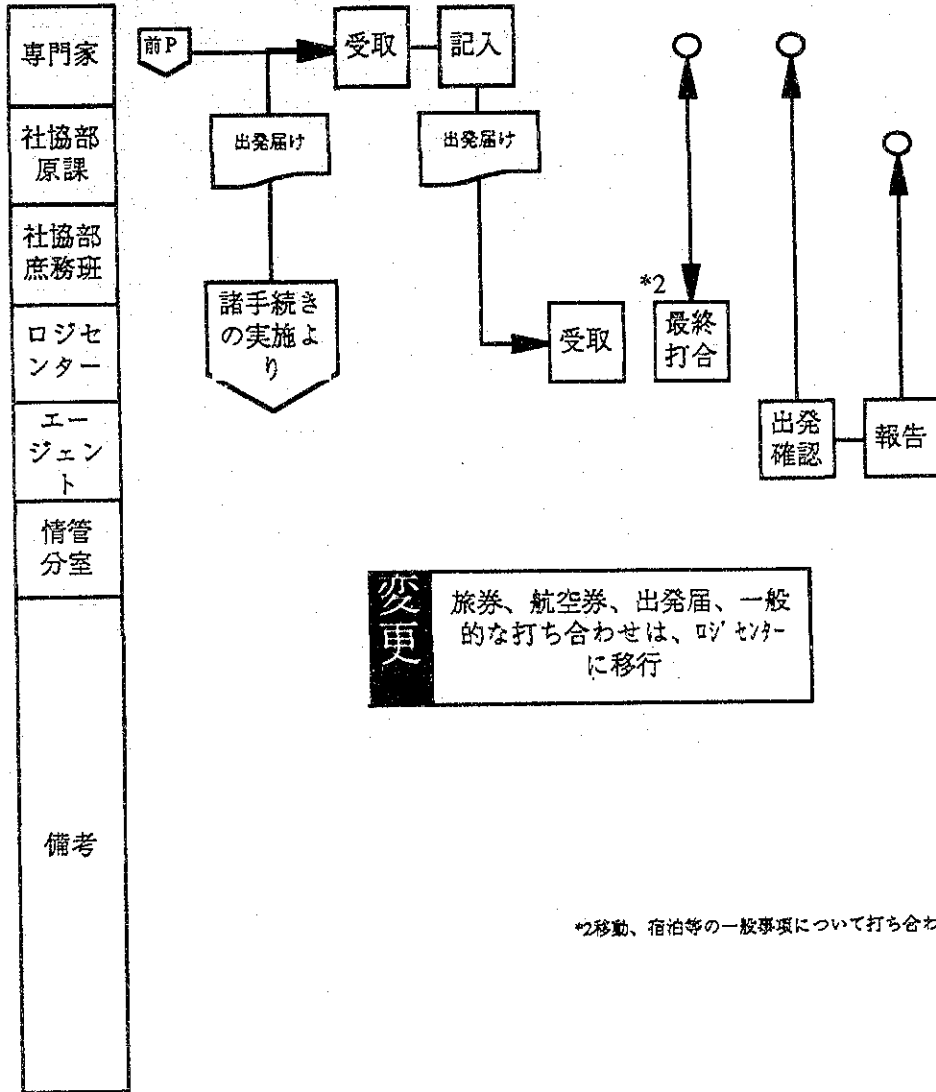 専門家
前P
受取
記入
社協部
原課
出発届け
出発届け
社協部
庶務班
諸手続き
の実施よ
り
*2
ロジセ
ンター
受取
最終
打合
エー
ジェン
ト
出発
確認
報告
情管
分室
変
更
旅券、航空券、出発届、一般
的な打ち合わせは、ﾛｼﾞｾﾝﾀｰ
に移行
備考
*2移動、宿泊等の一般事項について打ち合わ